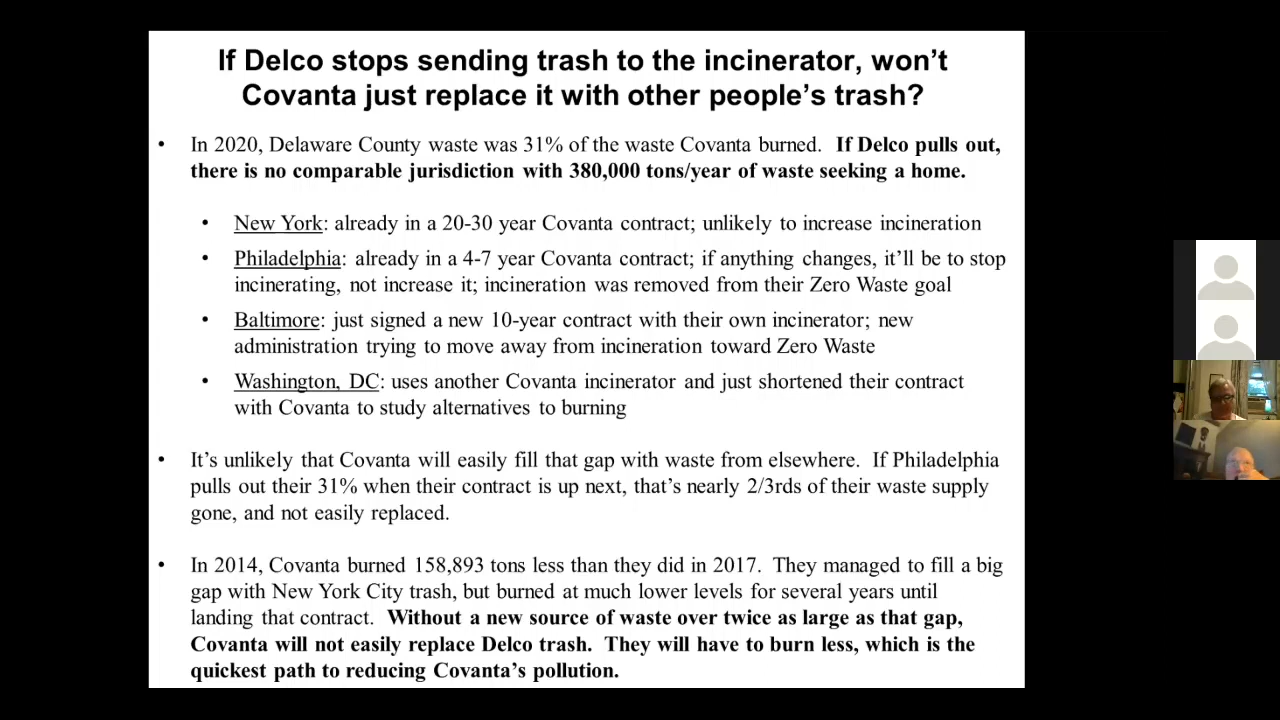 If Delco stops sending trash to the incinerator, won’t
Covanta just replace it with other people’s trash?
• In 2020, Delaware County waste was 31% of the waste Covanta burned. If Delco pulls out,
there is no comparable jurisdiction with 380,000 tons/year of waste seeking a home.
• New York: already in a 20-30 year Covanta contract; unlikely to increase incineration
• Philadelphia: already in a 4-7 year Covanta contract; if anything changes, it’ll be to stop
incinerating, not increase it; incineration was removed from their Zero Waste goal
• Baltimore: just signed a new 10-year contract with their own incinerator; new
administration trying to move away from incineration toward Zero Waste
• Washington, DC: uses another Covanta incinerator and just shortened their contract
with Covanta to study alternatives to burning
• It’s unlikely that Covanta will easily fill that gap with waste from elsewhere. If Philadelphia
pulls out their 31% when their contract is up next, that’s nearly 2/3rds of their waste supply
gone, and not easily replaced.
• In 2014, Covanta burned 158,893 tons less than they did in 2017. They managed to fill a big
gap with New York City trash, but burned at much lower levels for several years until
landing that contract. Without a new source of waste over twice as large as that gap,
Covanta will not easily replace Delco trash. They will have to burn less, which is the
quickest path to reducing Covanta’s pollution.